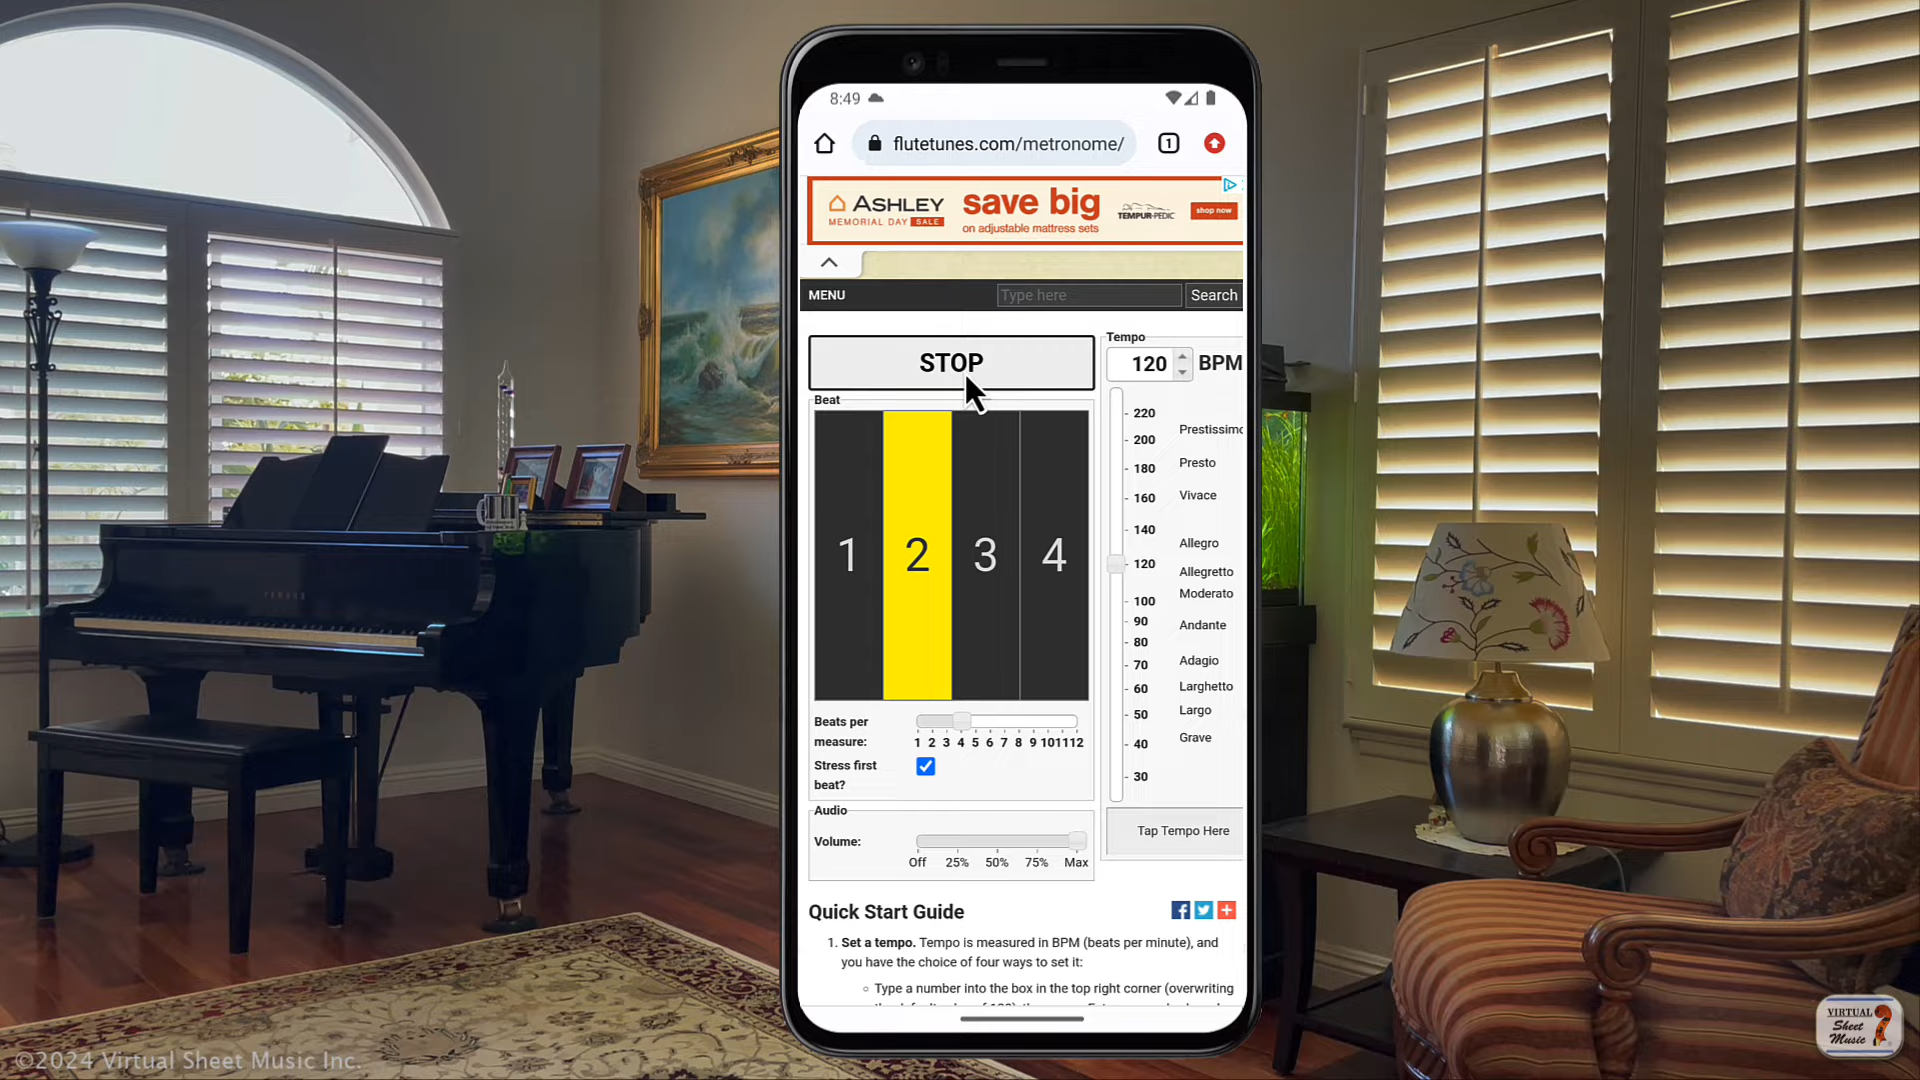 8:49
flutetunes.com/metronome/
1
ASHLEY
MEMORIAL DAY SALE
save big
on adjustable mattress sets
TEMPUR-PEDIC
shop now
MENU
Type here
Search
STOP
Tempo
120 BPM
Beat
1 2 3 4
220
200
180
160
140
120
100
90
80
70
60
50
40
30
Prestissimo
Presto
Vivace
Allegro
Allegretto
Moderato
Andante
Adagio
Larghetto
Largo
Grave
Beats per
measure:
1 2 3 4 5 6 7 8 9 10 11 12
Stress first
beat?
Audio
Volume:
Off 25% 50% 75% Max
Tap Tempo Here
Quick Start Guide
1. Set a tempo. Tempo is measured in BPM (beats per minute), and
you have the choice of four ways to set it:
Type a number into the box in the top right corner (overwriting
YAMAHA
VIRTUAL
Sheet
Music
©2024 Virtual Sheet Music Inc.